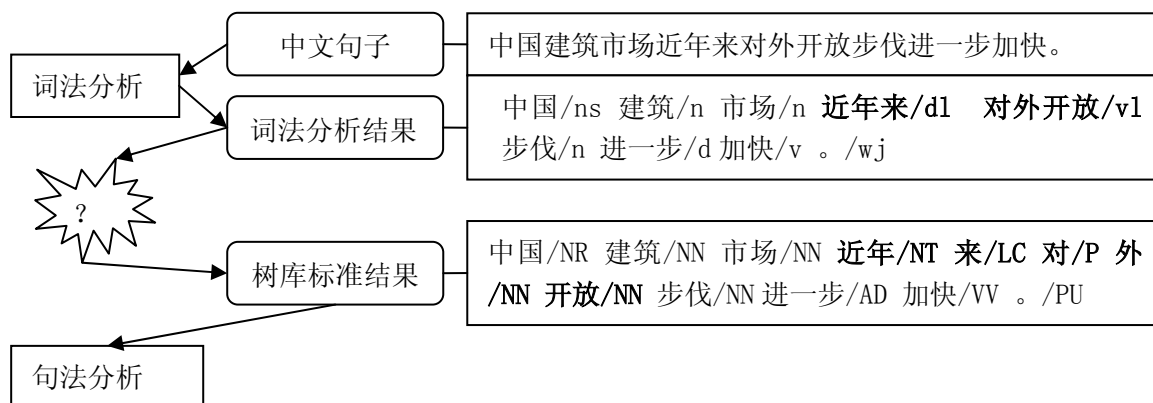 中文句子
中国建筑市场近年来对外开放步伐进一步加快。
词法分析
词法分析结果
中国/ns 建筑/n 市场/n 近年来/dl 对外开放/vl
步伐/n 进一步/d 加快/v 。/wj
?
树库标准结果
中国/NR 建筑/NN 市场/NN 近年/NT 来/LC 对/P 外
/NN 开放/NN 步伐/NN 进一步/AD 加快/VV 。/PU
句法分析